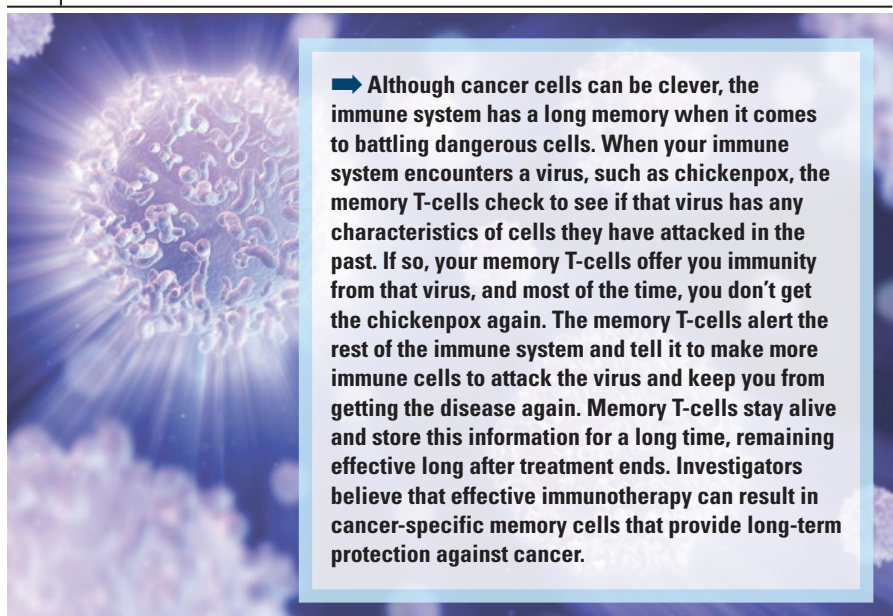 ➡ Although cancer cells can be clever, the
immune system has a long memory when it comes
to battling dangerous cells. When your immune
system encounters a virus, such as chickenpox, the
memory T-cells check to see if that virus has any
characteristics of cells they have attacked in the
past. If so, your memory T-cells offer you immunity
from that virus, and most of the time, you don’t get
the chickenpox again. The memory T-cells alert the
rest of the immune system and tell it to make more
immune cells to attack the virus and keep you from
getting the disease again. Memory T-cells stay alive
and store this information for a long time, remaining
effective long after treatment ends. Investigators
believe that effective immunotherapy can result in
cancer-specific memory cells that provide long-term
protection against cancer.